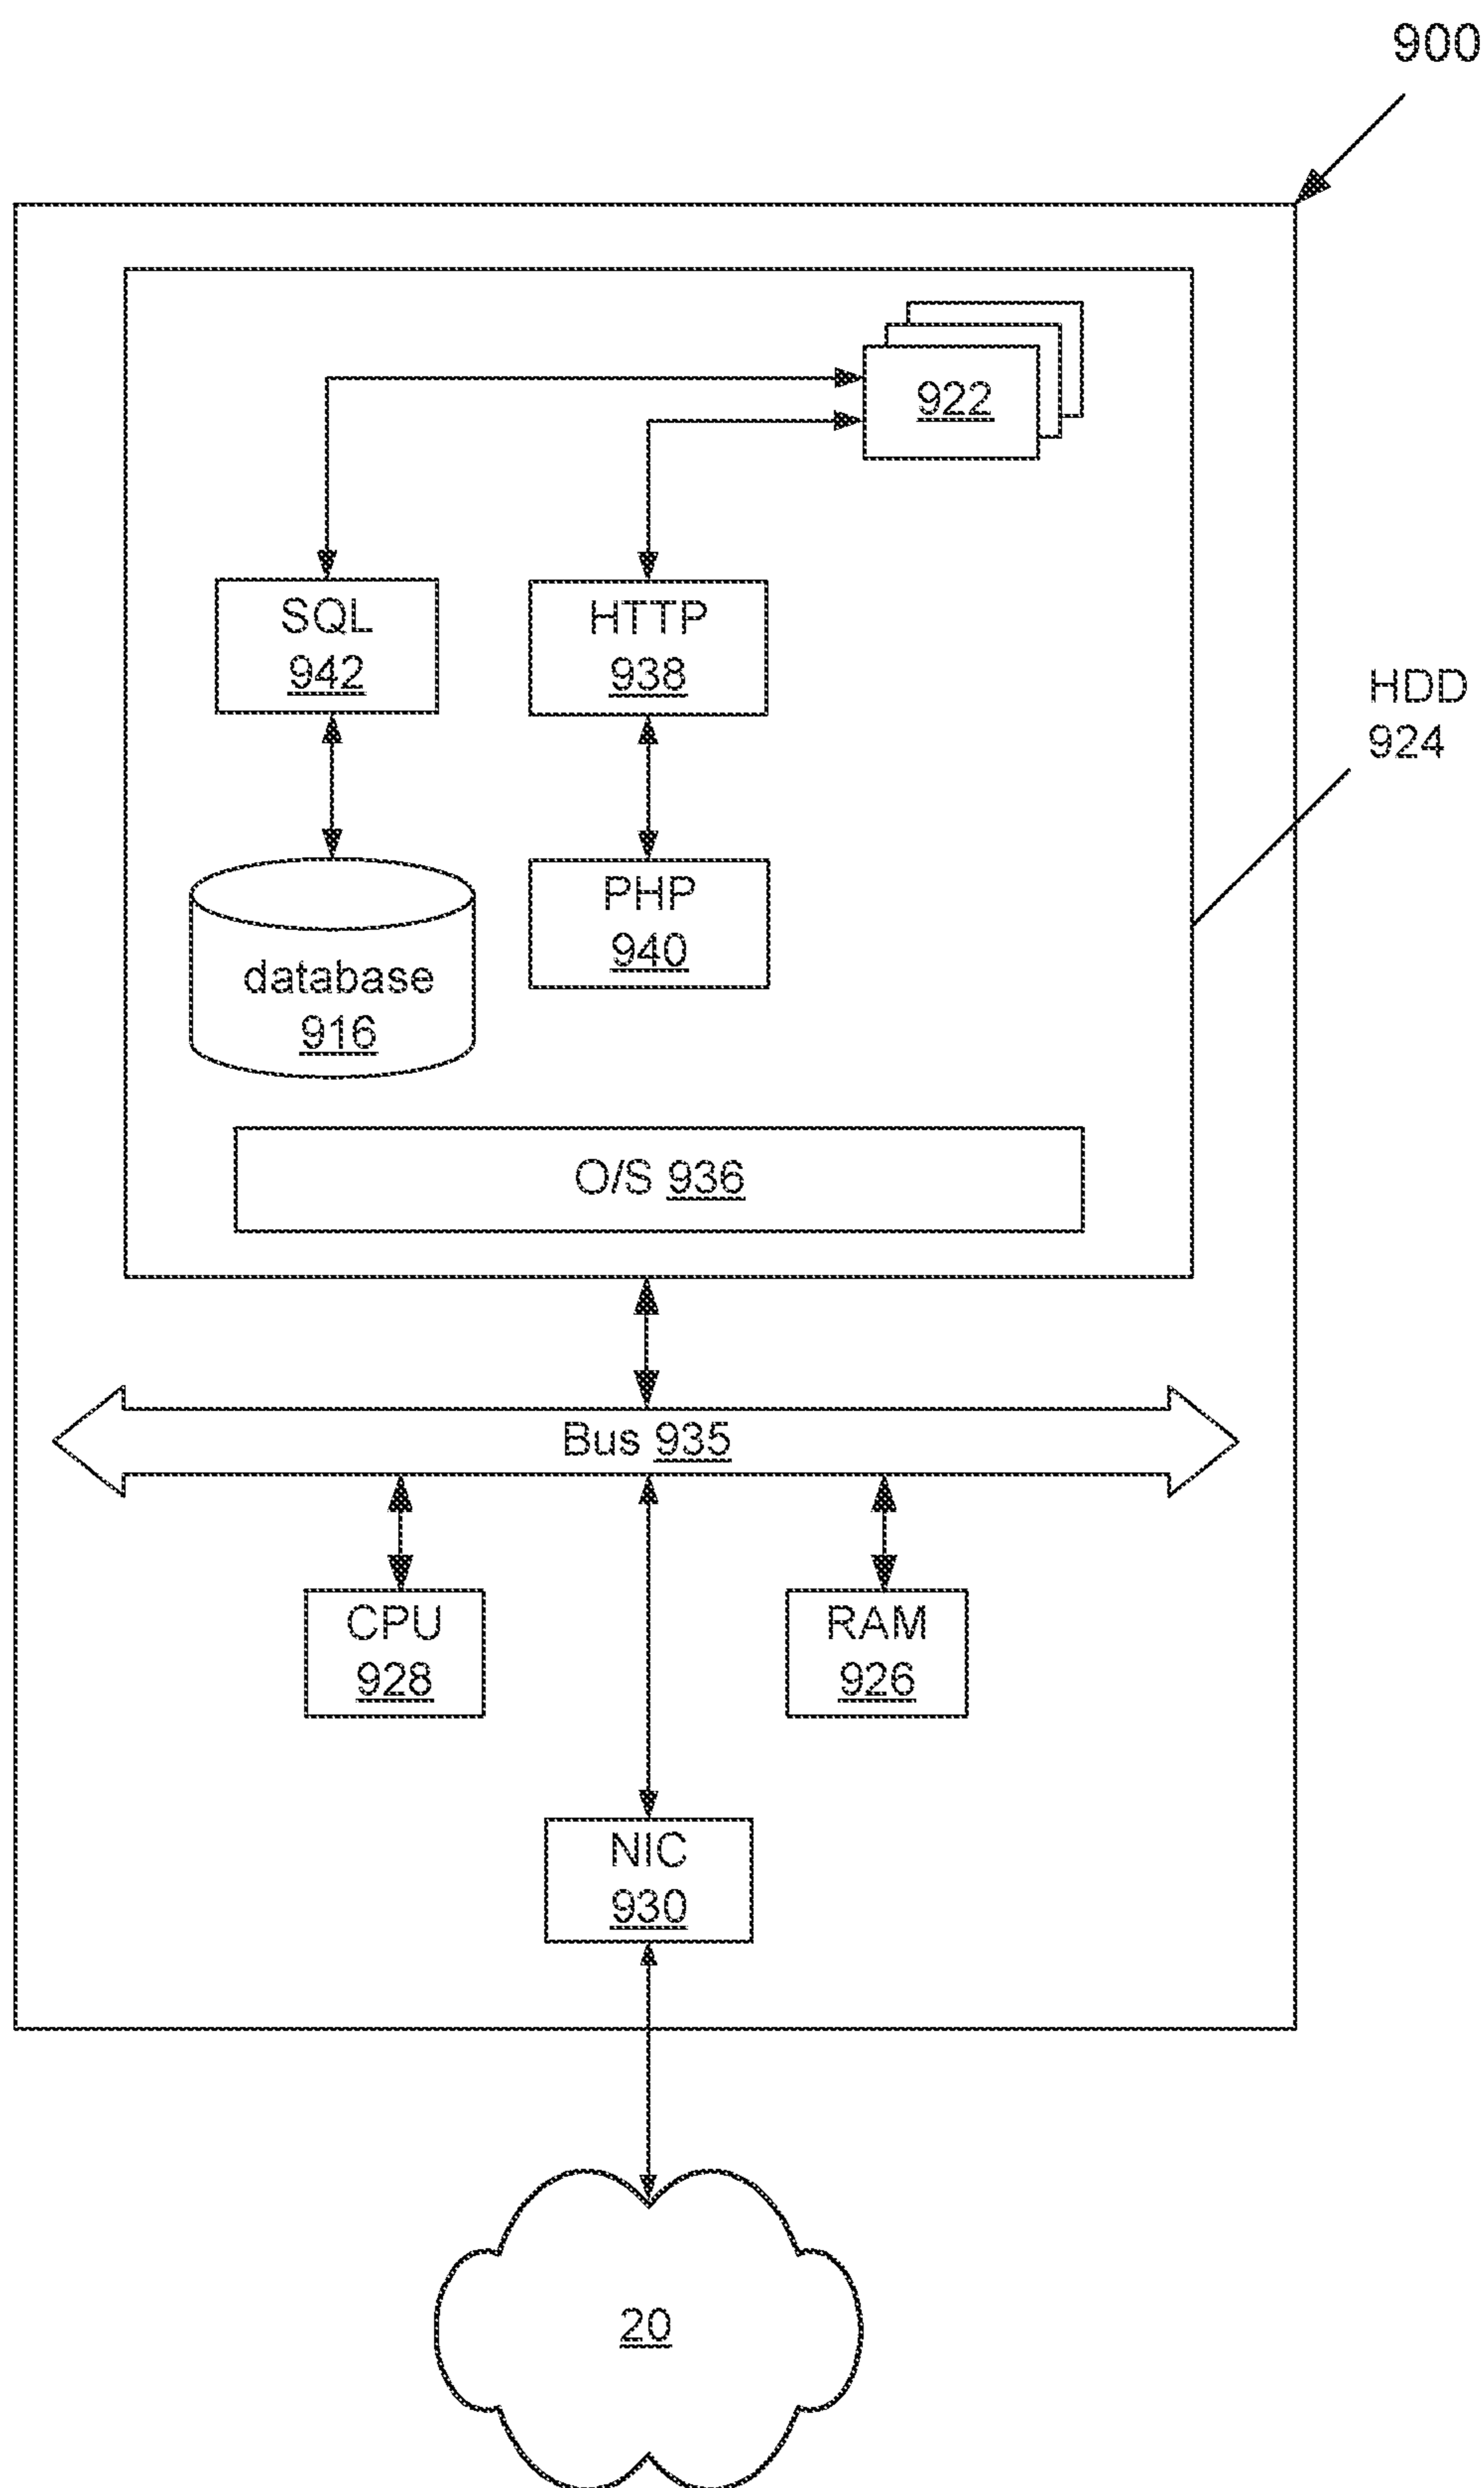 900
922
SQL
942
HTTP
938
HDD
924
PHP
940
database
916
O/S 936
Bus 935
CPU
928
RAM
926
NIC
930
20